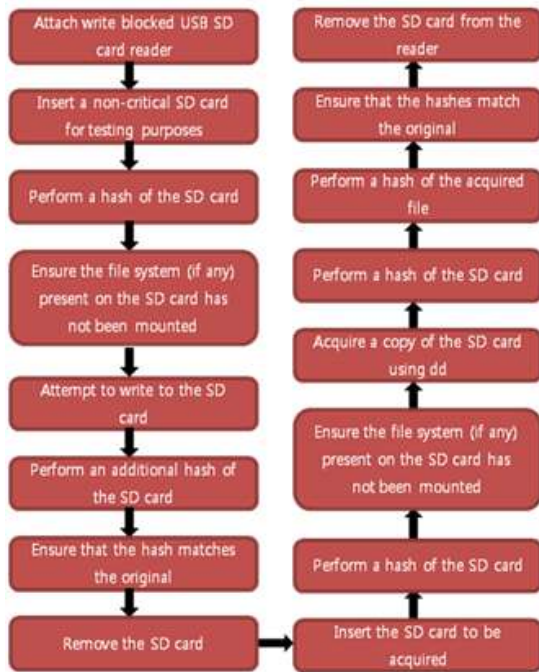 Attach write blocked USB SD
card reader
Insert a non-critical SD card
for testing purposes
Perform a hash of the SD card
Ensure the file system (if any)
present on the SD card has
not been mounted
Attempt to write to the SD
card
Perform an additional hash of
the SD card
Ensure that the hash matches
the original
Remove the SD card
Insert the SD card to be
acquired
Perform a hash of the SD card
Ensure the file system (if any)
present on the SD card has
not been mounted
Acquire a copy of the SD card
using dd
Perform a hash of the SD card
Perform a hash of the acquired
file
Ensure that the hashes match
the original
Remove the SD card from the
reader